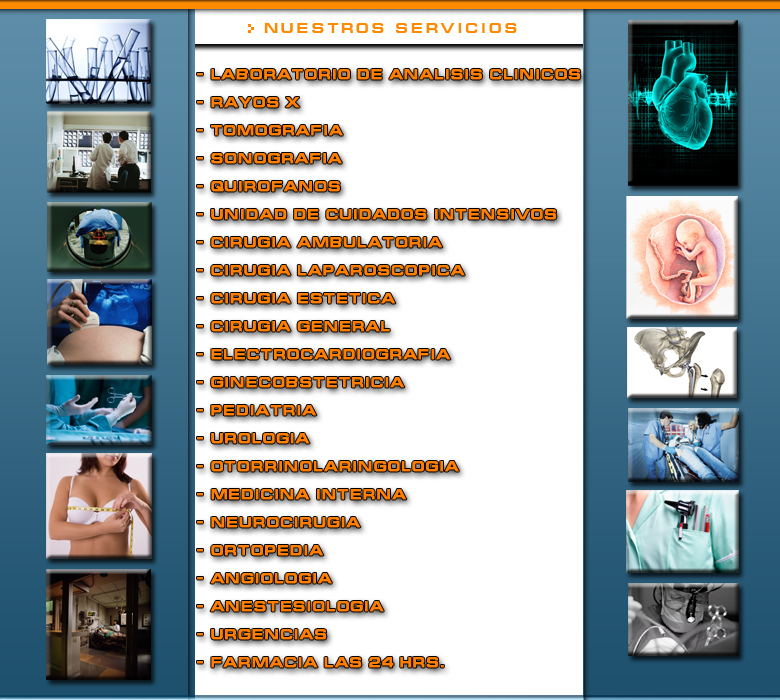 NUESTROS SERVICIOS
- LABORATORIO DE ANALISIS CLINICOS
- RAYOS X
- TOMOGRAFIA
- SONOGRAFIA
- QUIROFANOS
- UNIDAD DE CUIDADOS INTENSIVOS
- CIRUGIA AMBULATORIA
- CIRUGIA LAPAROSCOPICA
- CIRUGIA ESTETICA
- CIRUGIA GENERAL
- ELECTROCARDIOGRAFIA
- GINECOBSTETRICIA
- PEDIATRIA
- UROLOGIA
- OTORRINOLARINGOLOGIA
- MEDICINA INTERNA
- NEUROCIRUGIA
- ORTOPEDIA
- ANGIOLOGIA
- ANESTESIOLOGIA
- URGENCIAS
- FARMACIA LAS 24 HRS.